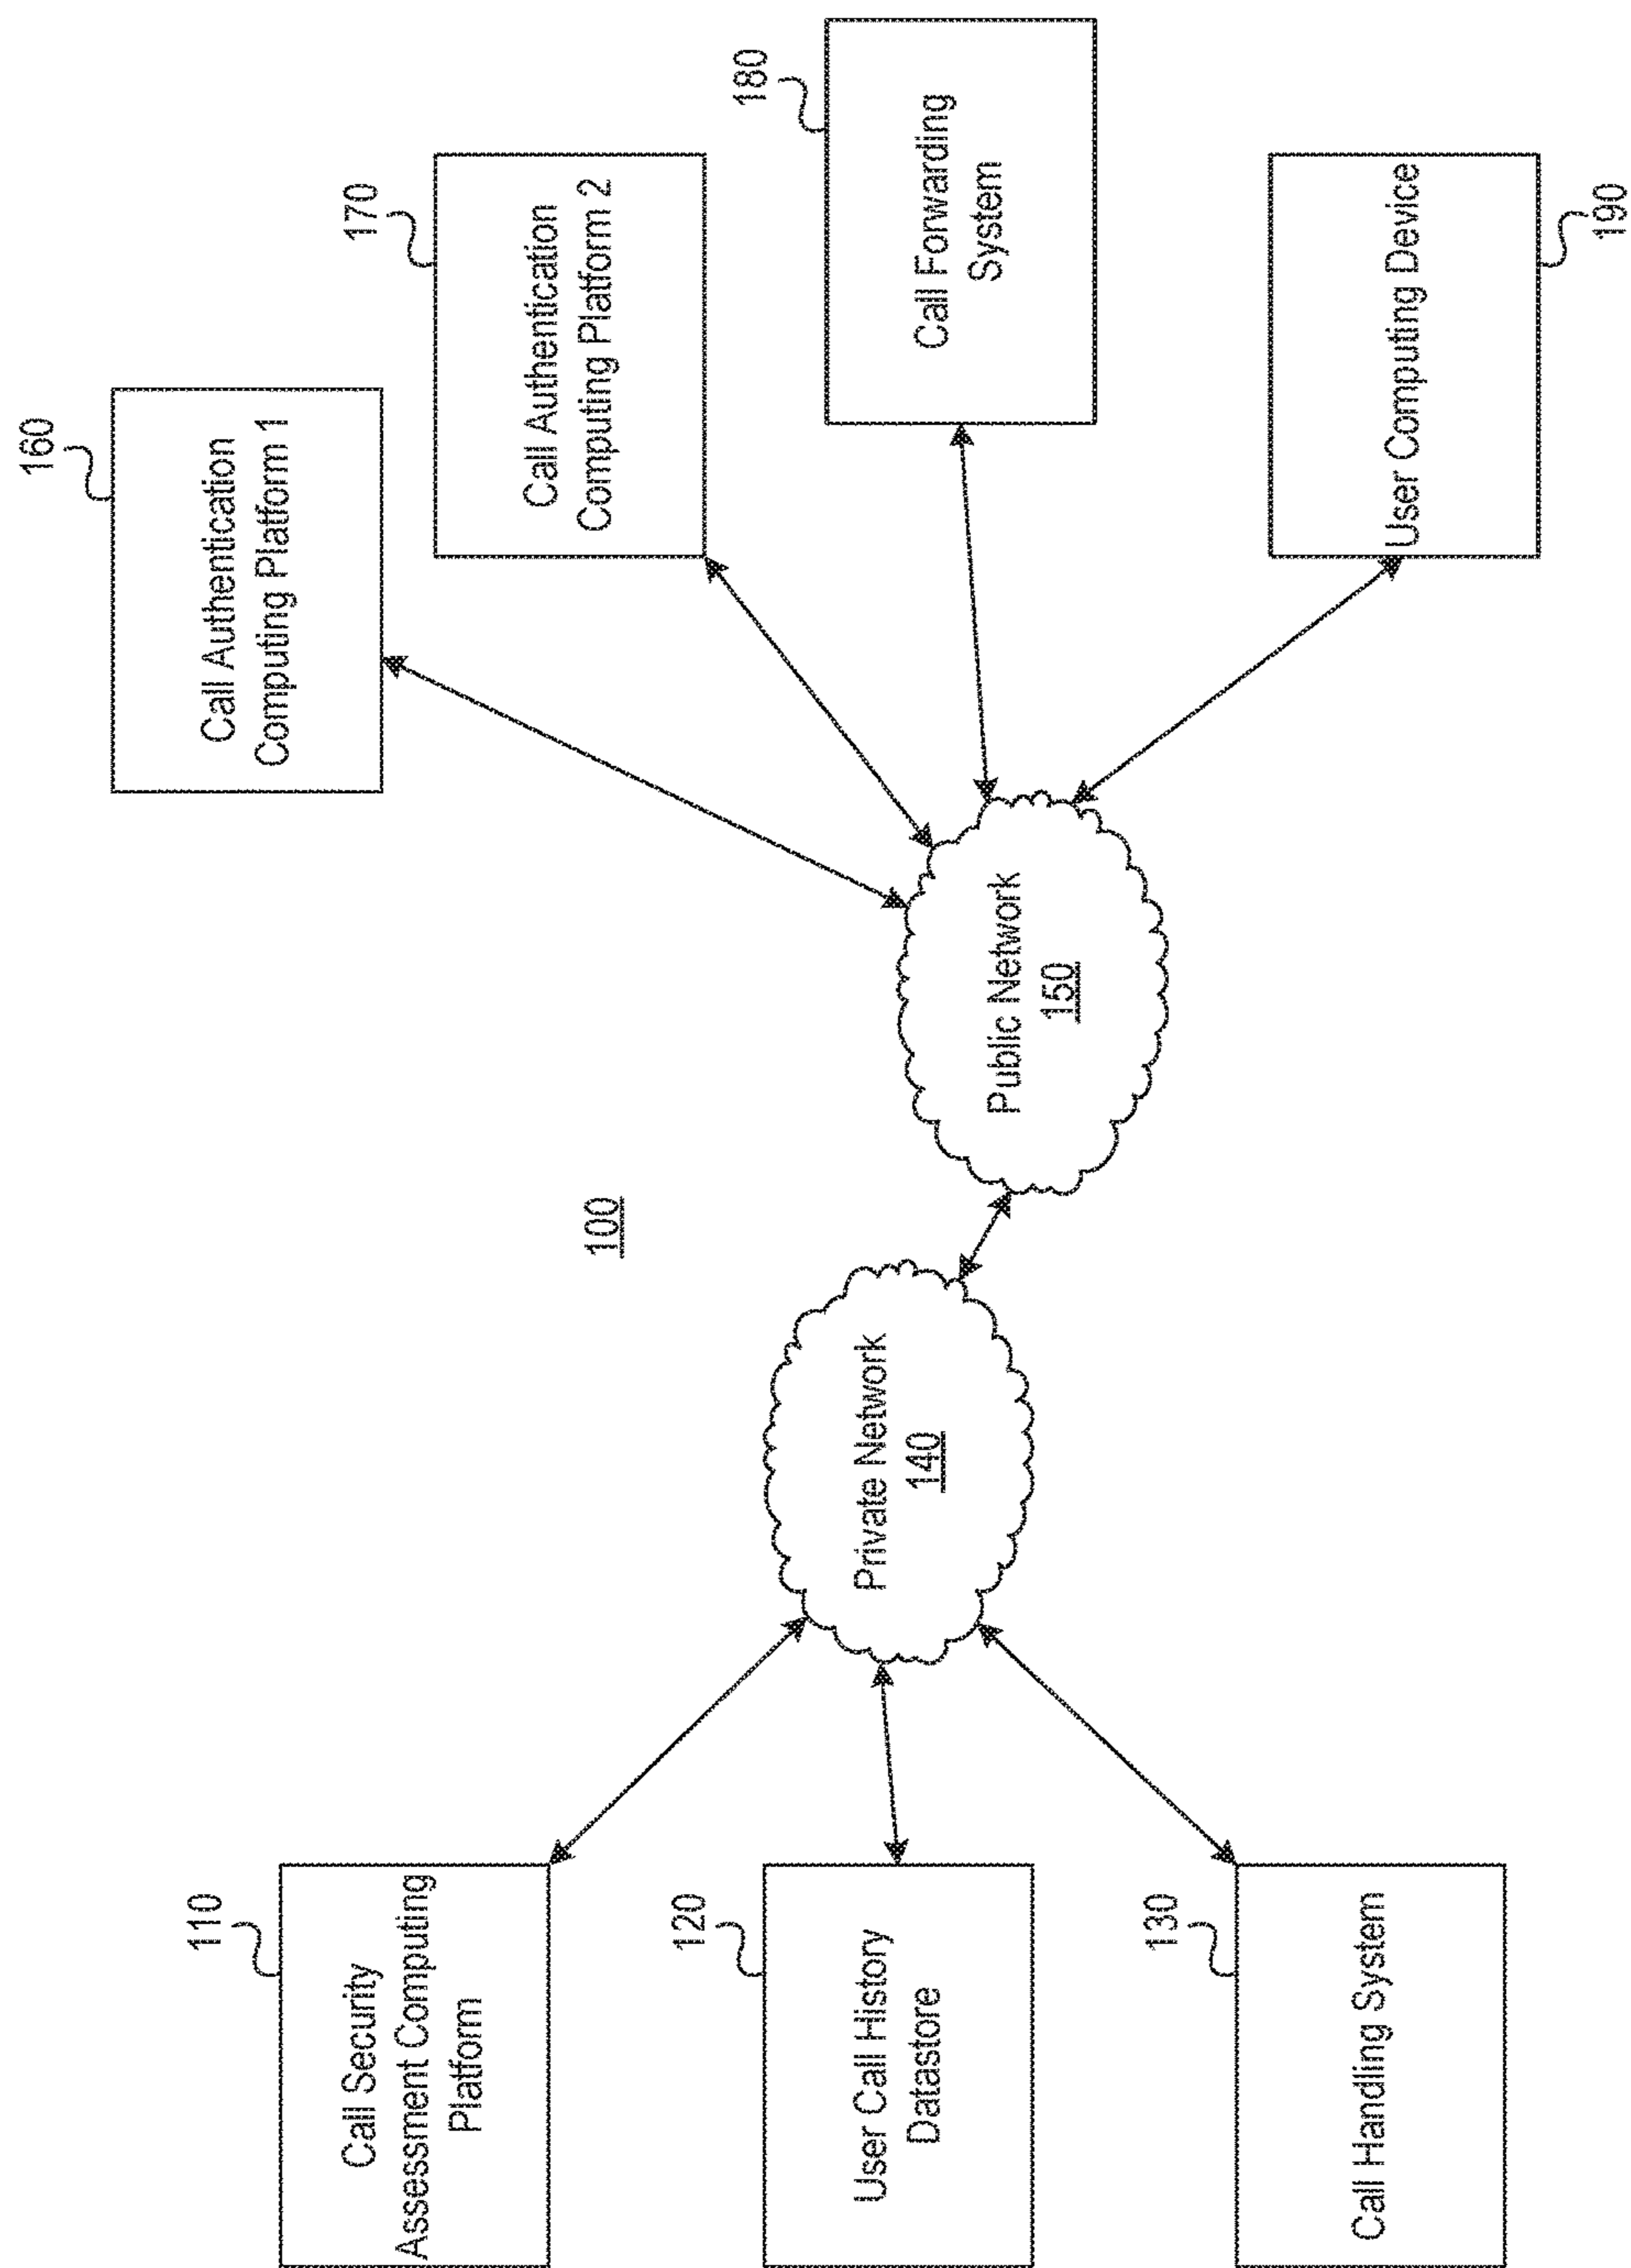 110
Call Security
Assessment Computing
Platform
120
User Call History
Datastore
130
Call Handling System
100
Private Network
140
Public Network
150
160
Call Authentication
Computing Platform 1
170
Call Authentication
Computing Platform 2
180
Call Forwarding
System
User Computing Device
190